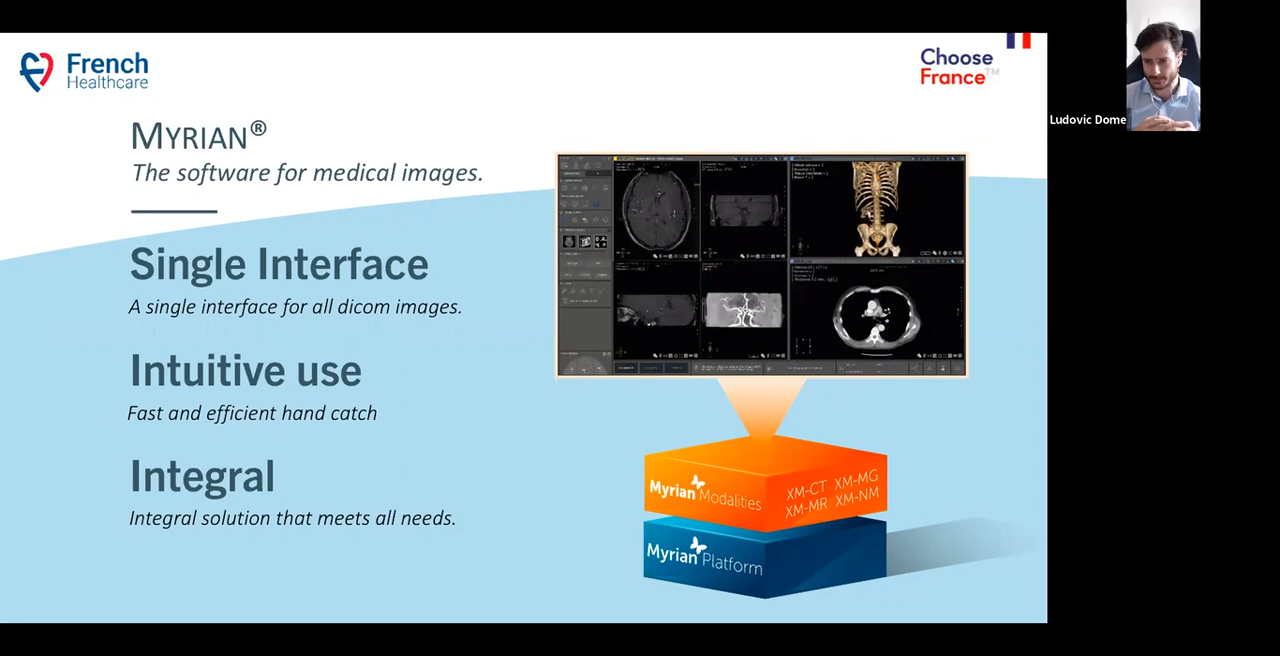 French
Healthcare
Choose
France™
Ludovic Dome
MYRIAN®
The software for medical images.
Single Interface
A single interface for all dicom images.
Intuitive use
Fast and efficient hand catch
Integral
Integral solution that meets all needs.
Myrian Modalities
XM-CT XM-MG
XM-MR XM-NM
Myrian Platform